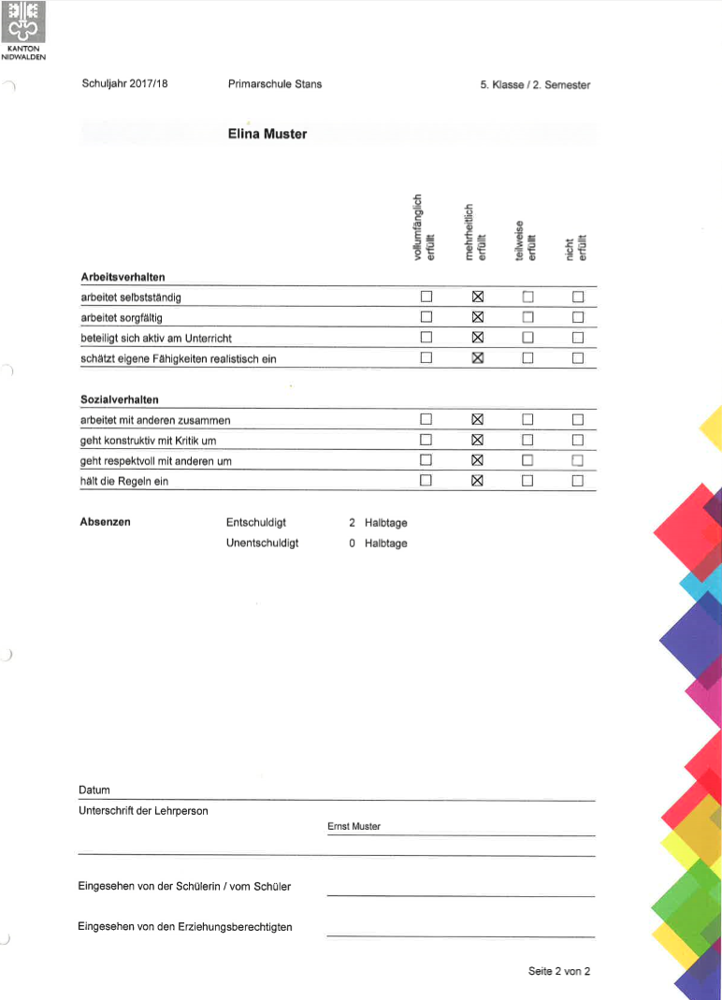 KANTON
NIDWALDEN
Schuljahr 2017/18 Primarschule Stans 5. Klasse / 2. Semester
Elina Muster
vollumfänglich erfüllt
mehrheitlich erfüllt
teilweise erfüllt
nicht erfüllt
Arbeitsverhalten
arbeitet selbstständig ☐ ☒ ☐ ☐
arbeitet sorgfältig ☐ ☒ ☐ ☐
beteiligt sich aktiv am Unterricht ☐ ☒ ☐ ☐
schätzt eigene Fähigkeiten realistisch ein ☐ ☒ ☐ ☐
Sozialverhalten
arbeitet mit anderen zusammen ☐ ☒ ☐ ☐
geht konstruktiv mit Kritik um ☐ ☒ ☐ ☐
geht respektvoll mit anderen um ☐ ☒ ☐ ☐
hält die Regeln ein ☐ ☒ ☐ ☐
Absenzen Entschuldigt 2 Halbtage
Unentschuldigt 0 Halbtage
Datum
Unterschrift der Lehrperson
Ernst Muster
Eingesehen von der Schülerin / vom Schüler
Eingesehen von den Erziehungsberechtigten
Seite 2 von 2